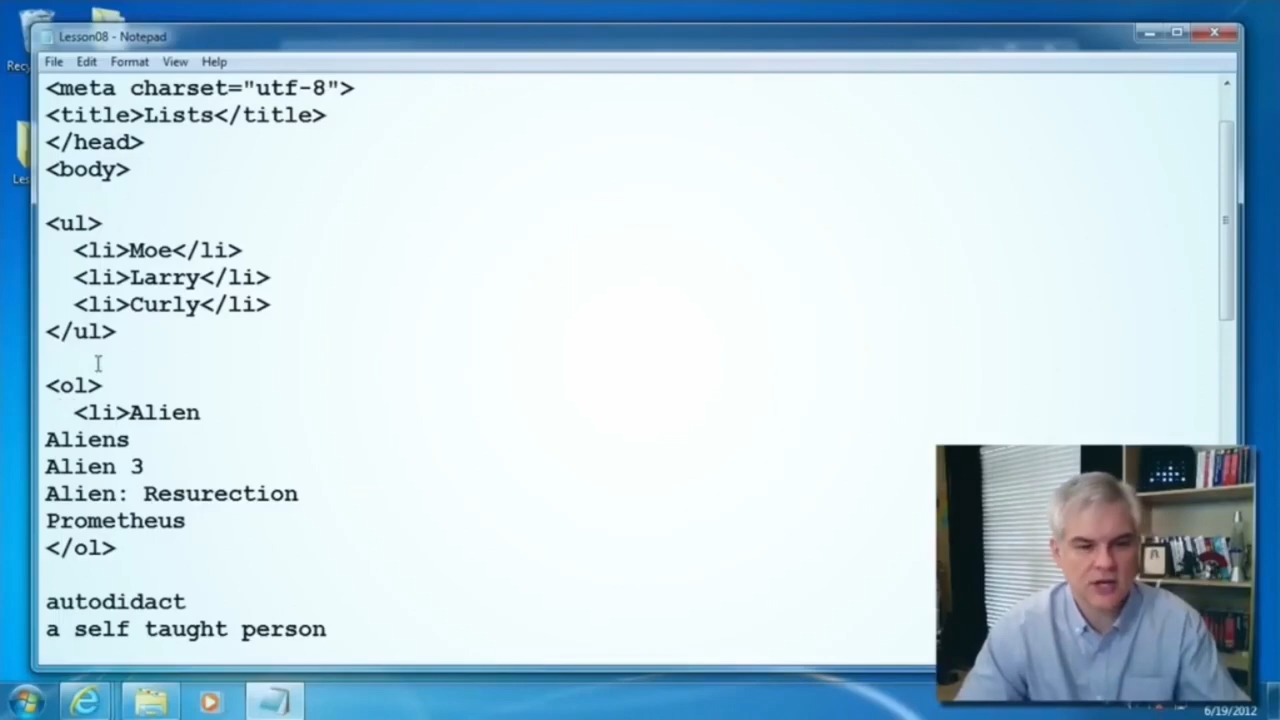 Lesson08 - Notepad
File Edit Format View Help
<meta charset="utf-8">
<title>Lists</title>
</head>
<body>
<ul>
<li>Moe</li>
<li>Larry</li>
<li>Curly</li>
</ul>
<ol>
<li>Alien
Aliens
Alien 3
Alien: Resurection
Prometheus
</ol>
autodidact
a self taught person
6/19/2012